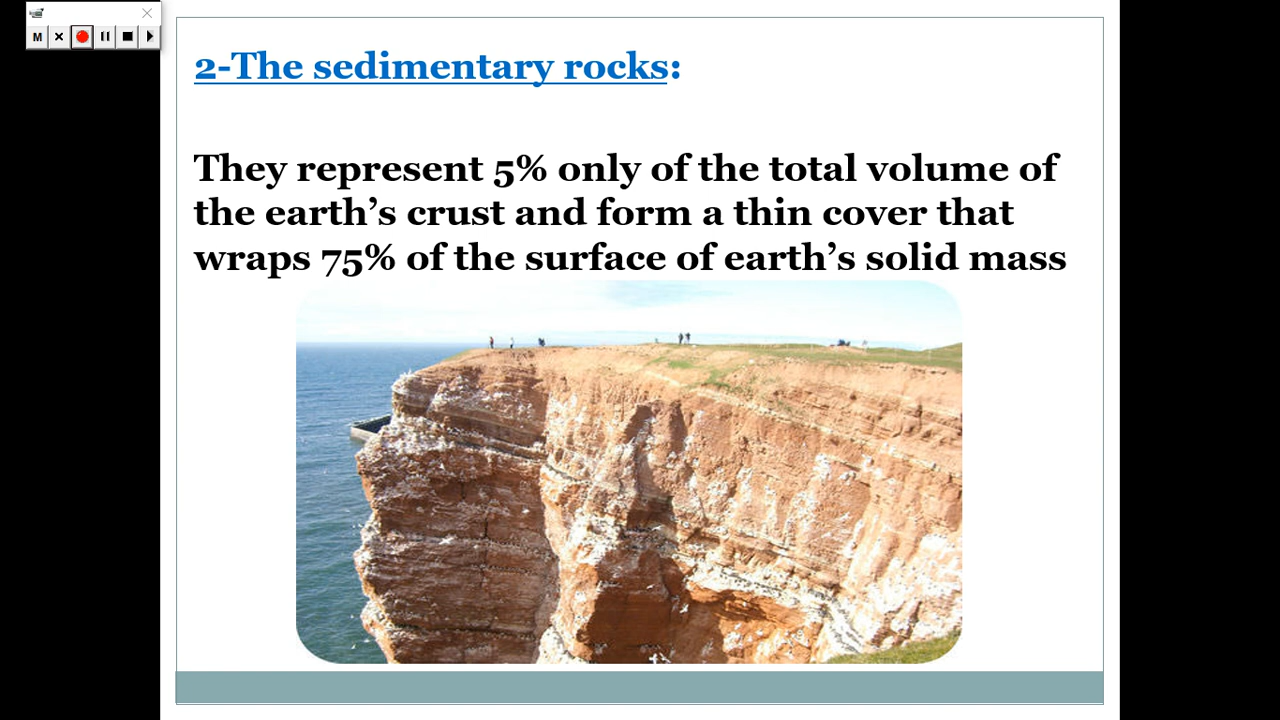 M
2-The sedimentary rocks:
They represent 5% only of the total volume of
the earth’s crust and form a thin cover that
wraps 75% of the surface of earth’s solid mass